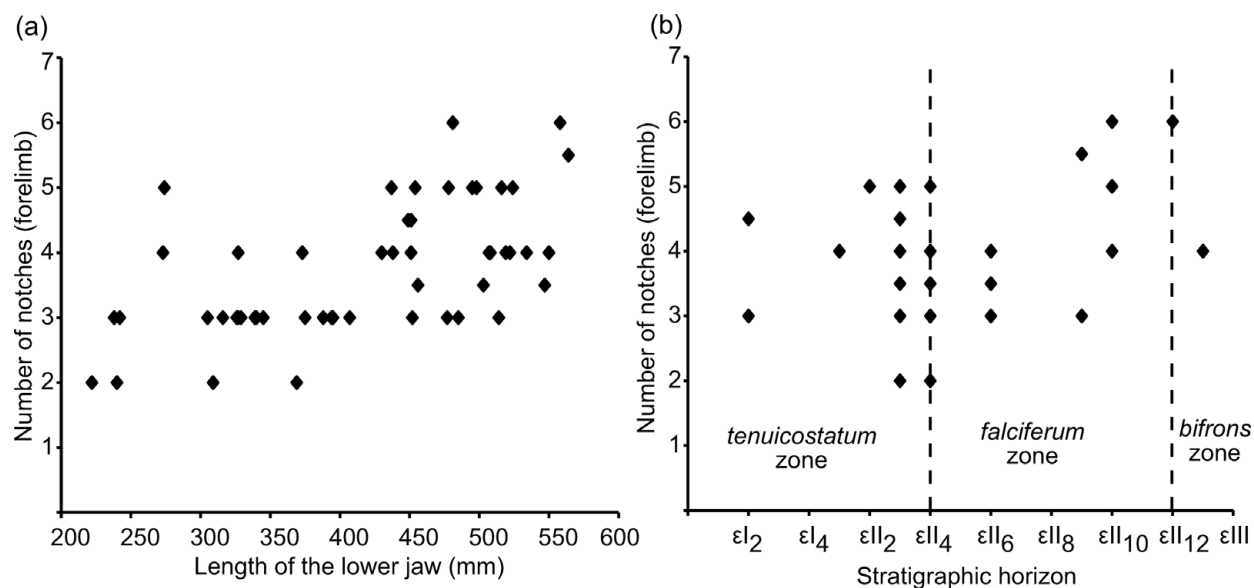 (a)
7
6
5
4
3
2
1
Number of notches (forelimb)
200 250 300 350 400 450 500 550 600
Length of the lower jaw (mm)
(b)
7
6
5
4
3
2
1
Number of notches (forelimb)
tenuicostatum
zone
falciferum
zone
bifrons
zone
εI₂ εI₄ εII₂ εII₄ εII₆ εII₈ εII₁₀ εII₁₂ εIII
Stratigraphic horizon